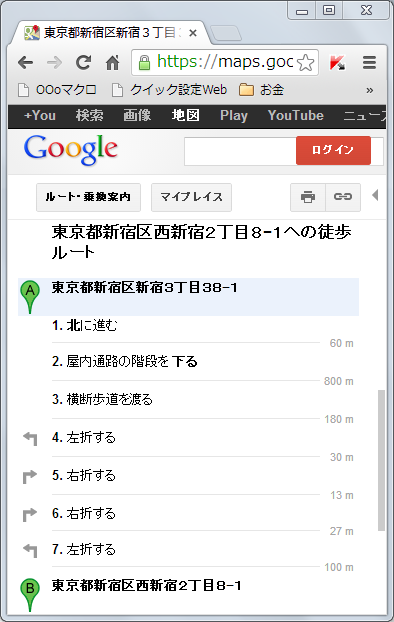 東京都新宿区新宿3丁目3
https://maps.goo
OOoマクロ クイック設定Web お金 »
+You 検索 画像 地図 Play YouTube ニュース
Google ログイン
ルート・乗換案内 マイプレイス
東京都新宿区西新宿2丁目8-1への徒歩
ルート
A 東京都新宿区新宿3丁目38-1
1. 北に進む
60 m
2. 屋内通路の階段を下る
800 m
3. 横断歩道を渡る
180 m
4. 左折する
30 m
5. 右折する
13 m
6. 右折する
27 m
7. 左折する
100 m
B 東京都新宿区西新宿2丁目8-1